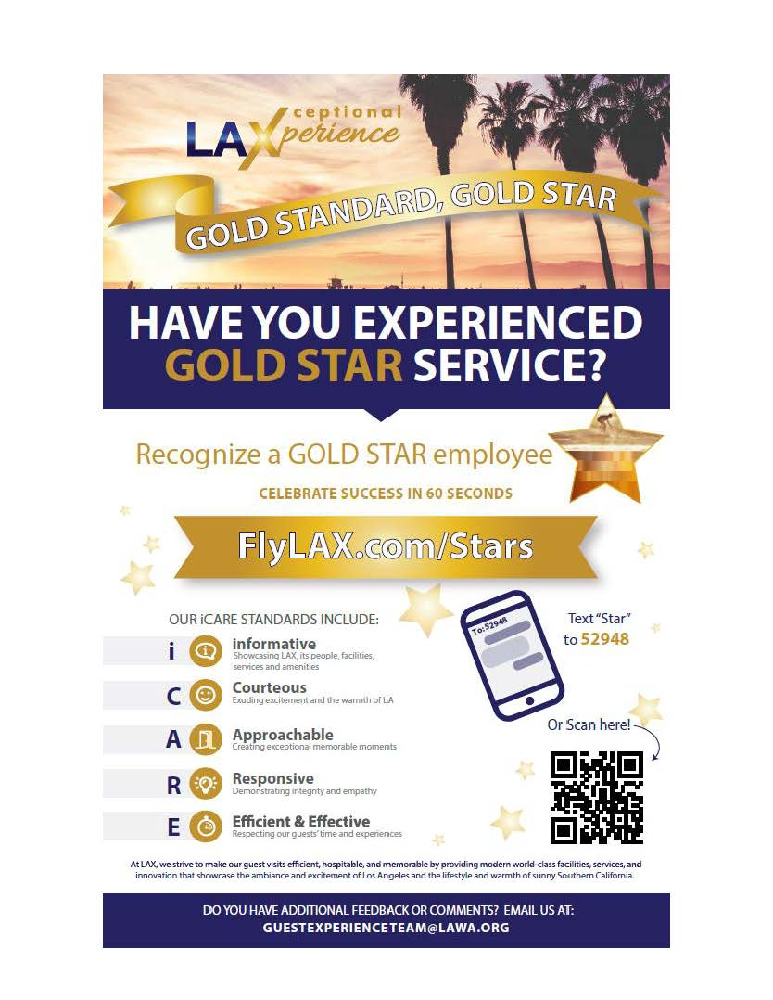 LAXceptional
Xperience
GOLD STANDARD, GOLD STAR
HAVE YOU EXPERIENCED
GOLD STAR SERVICE?
Recognize a GOLD STAR employee
CELEBRATE SUCCESS IN 60 SECONDS
FlyLAX.com/Stars
OUR iCARE STANDARDS INCLUDE:
i informative
Showcasing LAX, its people, facilities,
services and amenities
C Courteous
Exuding excitement and the warmth of LA
A Approachable
Creating exceptional memorable moments
R Responsive
Demonstrating integrity and empathy
E Efficient & Effective
Respecting our guests' time and experiences
To: 52948
Text "Star"
to 52948
Or Scan here!
At LAX, we strive to make our guest visits efficient, hospitable, and memorable by providing modern world-class facilities, services, and
innovation that showcase the ambiance and excitement of Los Angeles and the lifestyle and warmth of sunny Southern California.
DO YOU HAVE ADDITIONAL FEEDBACK OR COMMENTS? EMAIL US AT:
GUESTEXPERIENCETEAM@LAWA.ORG